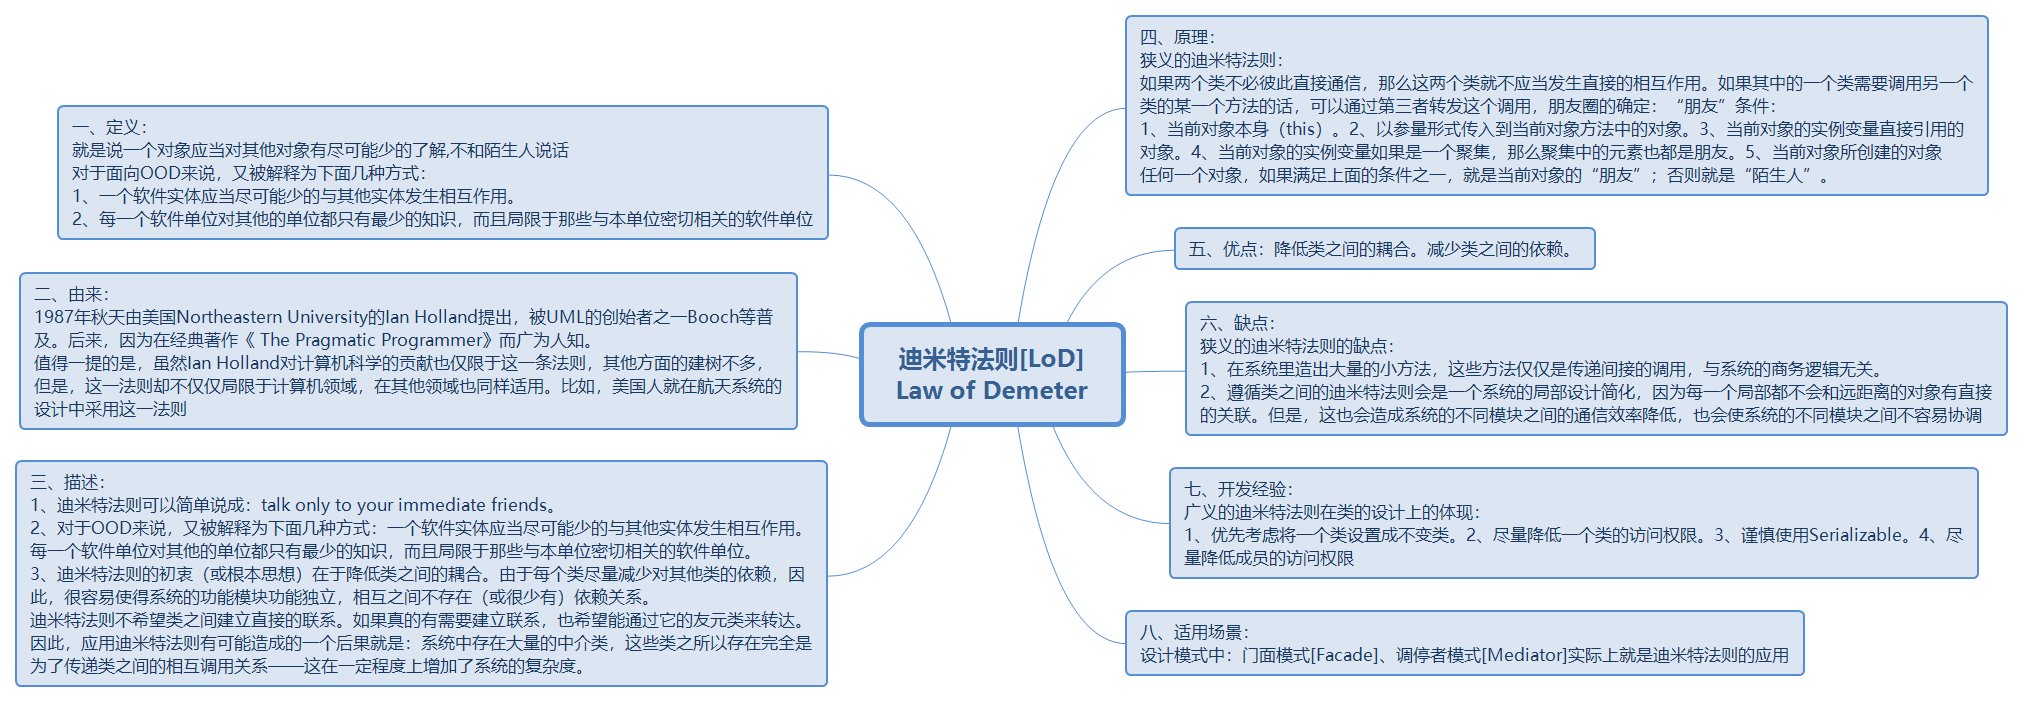 迪米特法则[LoD]
Law of Demeter
一、定义：
就是说一个对象应当对其他对象有尽可能少的了解,不和陌生人说话
对于面向OOD来说，又被解释为下面几种方式：
1、一个软件实体应当尽可能少的与其他实体发生相互作用。
2、每一个软件单位对其他的单位都只有最少的知识，而且局限于那些与本单位密切相关的软件单位
二、由来：
1987年秋天由美国Northeastern University的Ian Holland提出，被UML的创始者之一Booch等普
及。后来，因为在经典著作《 The Pragmatic Programmer》而广为人知。
值得一提的是，虽然Ian Holland对计算机科学的贡献也仅限于这一条法则，其他方面的建树不多，
但是，这一法则却不仅仅局限于计算机领域，在其他领域也同样适用。比如，美国人就在航天系统的
设计中采用这一法则
三、描述：
1、迪米特法则可以简单说成：talk only to your immediate friends。
2、对于OOD来说，又被解释为下面几种方式：一个软件实体应当尽可能少的与其他实体发生相互作用。
每一个软件单位对其他的单位都只有最少的知识，而且局限于那些与本单位密切相关的软件单位。
3、迪米特法则的初衷（或根本思想）在于降低类之间的耦合。由于每个类尽量减少对其他类的依赖，因
此，很容易使得系统的功能模块功能独立，相互之间不存在（或很少有）依赖关系。
迪米特法则不希望类之间建立直接的联系。如果真的有需要建立联系，也希望能通过它的友元类来转达。
因此，应用迪米特法则有可能造成的一个后果就是：系统中存在大量的中介类，这些类之所以存在完全是
为了传递类之间的相互调用关系——这在一定程度上增加了系统的复杂度。
四、原理：
狭义的迪米特法则：
如果两个类不必彼此直接通信，那么这两个类就不应当发生直接的相互作用。如果其中的一个类需要调用另一个
类的某一个方法的话，可以通过第三者转发这个调用，朋友圈的确定：“朋友”条件：
1、当前对象本身（this）。2、以参量形式传入到当前对象方法中的对象。3、当前对象的实例变量直接引用的
对象。4、当前对象的实例变量如果是一个聚集，那么聚集中的元素也都是朋友。5、当前对象所创建的对象
任何一个对象，如果满足上面的条件之一，就是当前对象的“朋友”；否则就是“陌生人”。
五、优点：降低类之间的耦合。减少类之间的依赖。
六、缺点：
狭义的迪米特法则的缺点：
1、在系统里造出大量的小方法，这些方法仅仅是传递间接的调用，与系统的商务逻辑无关。
2、遵循类之间的迪米特法则会是一个系统的局部设计简化，因为每一个局部都不会和远距离的对象有直接
的关联。但是，这也会造成系统的不同模块之间的通信效率降低，也会使系统的不同模块之间不容易协调
七、开发经验：
广义的迪米特法则在类的设计上的体现：
1、优先考虑将一个类设置成不变类。2、尽量降低一个类的访问权限。3、谨慎使用Serializable。4、尽
量降低成员的访问权限
八、适用场景：
设计模式中：门面模式[Facade]、调停者模式[Mediator]实际上就是迪米特法则的应用